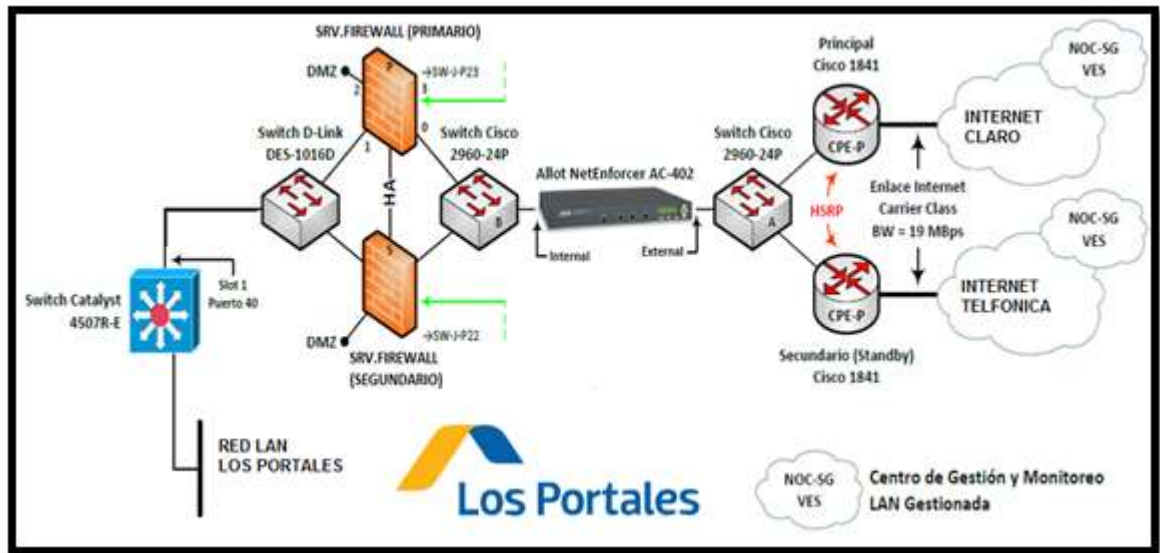 SRV.FIREWALL (PRIMARIO)
DMZ
P
→SW-J-P23
2
3
0
1
Switch D-Link
DES-1016D
Switch Cisco
2960-24P
HA
B
Allot NetEnforcer AC-402
Internal
External
Switch Cisco
2960-24P
A
Principal
Cisco 1841
CPE-P
HSRP
Enlace Internet
Carrier Class
BW = 19 MBps
INTERNET
CLARO
NOC-SG
VES
INTERNET
TELFONICA
NOC-SG
VES
CPE-P
Secundario (Standby)
Cisco 1841
Slot 1
Puerto 40
Switch Catalyst
4507R-E
S
→SW-J-P22
DMZ
SRV.FIREWALL
(SEGUNDARIO)
RED LAN
LOS PORTALES
Los Portales
NOC-SG
VES
Centro de Gestión y Monitoreo
LAN Gestionada